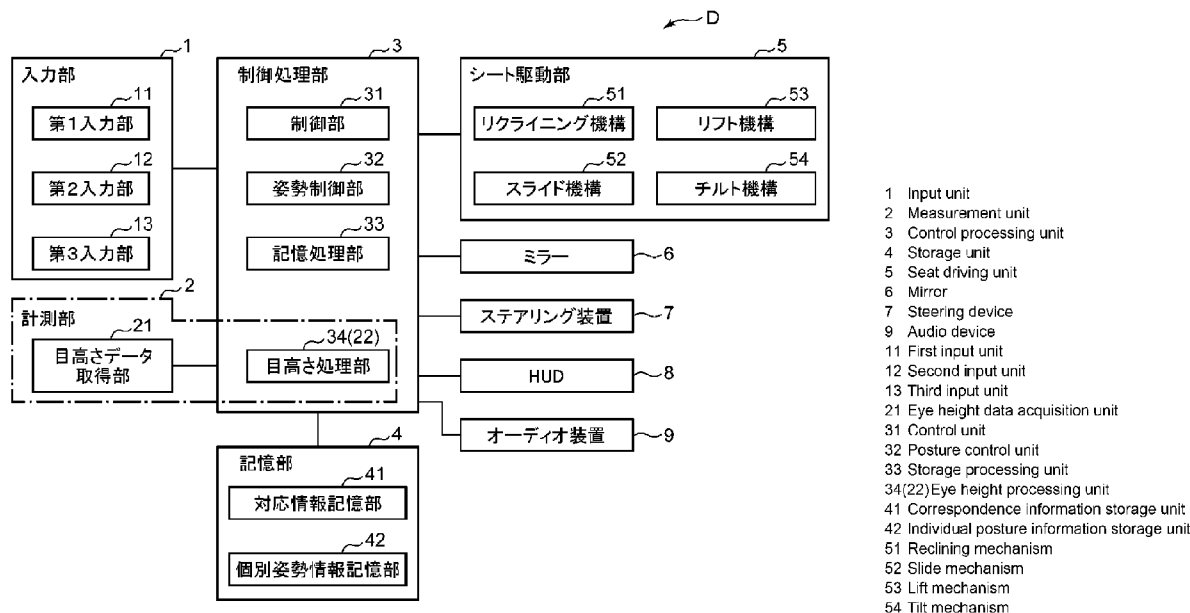 D
1
入力部
11
第1入力部
12
第2入力部
13
第3入力部
2
計測部
21
目高さデータ
取得部
3
制御処理部
31
制御部
32
姿勢制御部
33
記憶処理部
34(22)
目高さ処理部
4
記憶部
41
対応情報記憶部
42
個別姿勢情報記憶部
5
シート駆動部
51
リクライニング機構
53
リフト機構
52
スライド機構
54
チルト機構
ミラー
6
ステアリング装置
7
HUD
8
オーディオ装置
9
1 Input unit
2 Measurement unit
3 Control processing unit
4 Storage unit
5 Seat driving unit
6 Mirror
7 Steering device
9 Audio device
11 First input unit
12 Second input unit
13 Third input unit
21 Eye height data acquisition unit
31 Control unit
32 Posture control unit
33 Storage processing unit
34(22)Eye height processing unit
41 Correspondence information storage unit
42 Individual posture information storage unit
51 Reclining mechanism
52 Slide mechanism
53 Lift mechanism
54 Tilt mechanism